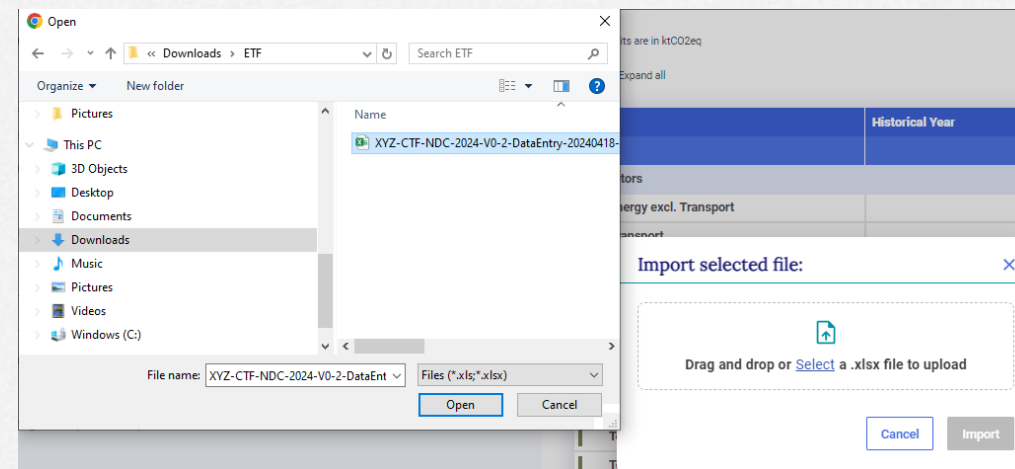 Open
« Downloads > ETF
Search ETF
Organize
New folder
Pictures
This PC
3D Objects
Desktop
Documents
Downloads
Music
Pictures
Videos
Windows (C:)
Name
XYZ-CTF-NDC-2024-V0-2-DataEntry-20240418-
File name:
XYZ-CTF-NDC-2024-V0-2-DataEnt
Files (*.xls;*.xlsx)
Open
Cancel
its are in ktCO2eq
Expand all
Historical Year
tors
nergy excl. Transport
ansport
Import selected file:
Drag and drop or Select a .xlsx file to upload
Cancel
Import